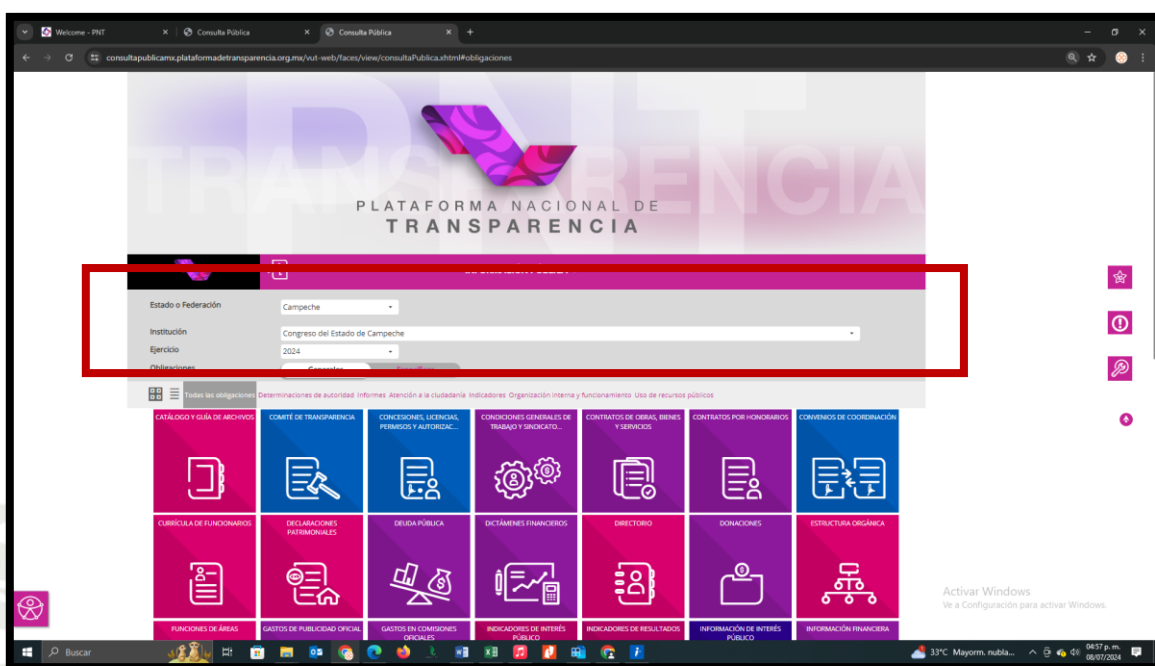 Welcome - PNT
Consulta Pública
Consulta Pública
consultapublicamx.plataformadetransparencia.org.mx/vut-web/faces/view/consultaPublica.xhtml#obligaciones
PNT
TRANSPARENCIA
PLATAFORMA NACIONAL DE
TRANSPARENCIA
Estado o Federación
Campeche
Institución
Congreso del Estado de Campeche
Ejercicio
2024
Obligaciones
Generales
Todas las obligaciones Determinaciones de autoridad Informes Atención a la ciudadanía Indicadores Organización interna y funcionamiento Uso de recursos públicos
CATÁLOGO Y GUÍA DE ARCHIVOS
COMITÉ DE TRANSPARENCIA
CONCESIONES, LICENCIAS,
PERMISOS Y AUTORIZAC...
CONDICIONES GENERALES DE
TRABAJO Y SINDICATO...
CONTRATOS DE OBRAS, BIENES
Y SERVICIOS
CONTRATOS POR HONORARIOS
CONVENIOS DE COORDINACIÓN
CURRÍCULA DE FUNCIONARIOS
DECLARACIONES
PATRIMONIALES
DEUDA PÚBLICA
DICTÁMENES FINANCIEROS
DIRECTORIO
DONACIONES
ESTRUCTURA ORGÁNICA
FUNCIONES DE ÁREAS
GASTOS DE PUBLICIDAD OFICIAL
GASTOS EN COMISIONES
OFICIALES
INDICADORES DE INTERÉS
PÚBLICO
INDICADORES DE RESULTADOS
INFORMACIÓN DE INTERÉS
PÚBLICO
INFORMACIÓN FINANCIERA
Activar Windows
Ve a Configuración para activar Windows.
Buscar
33°C Mayorm. nubla...
04:57 p. m.
08/07/2024